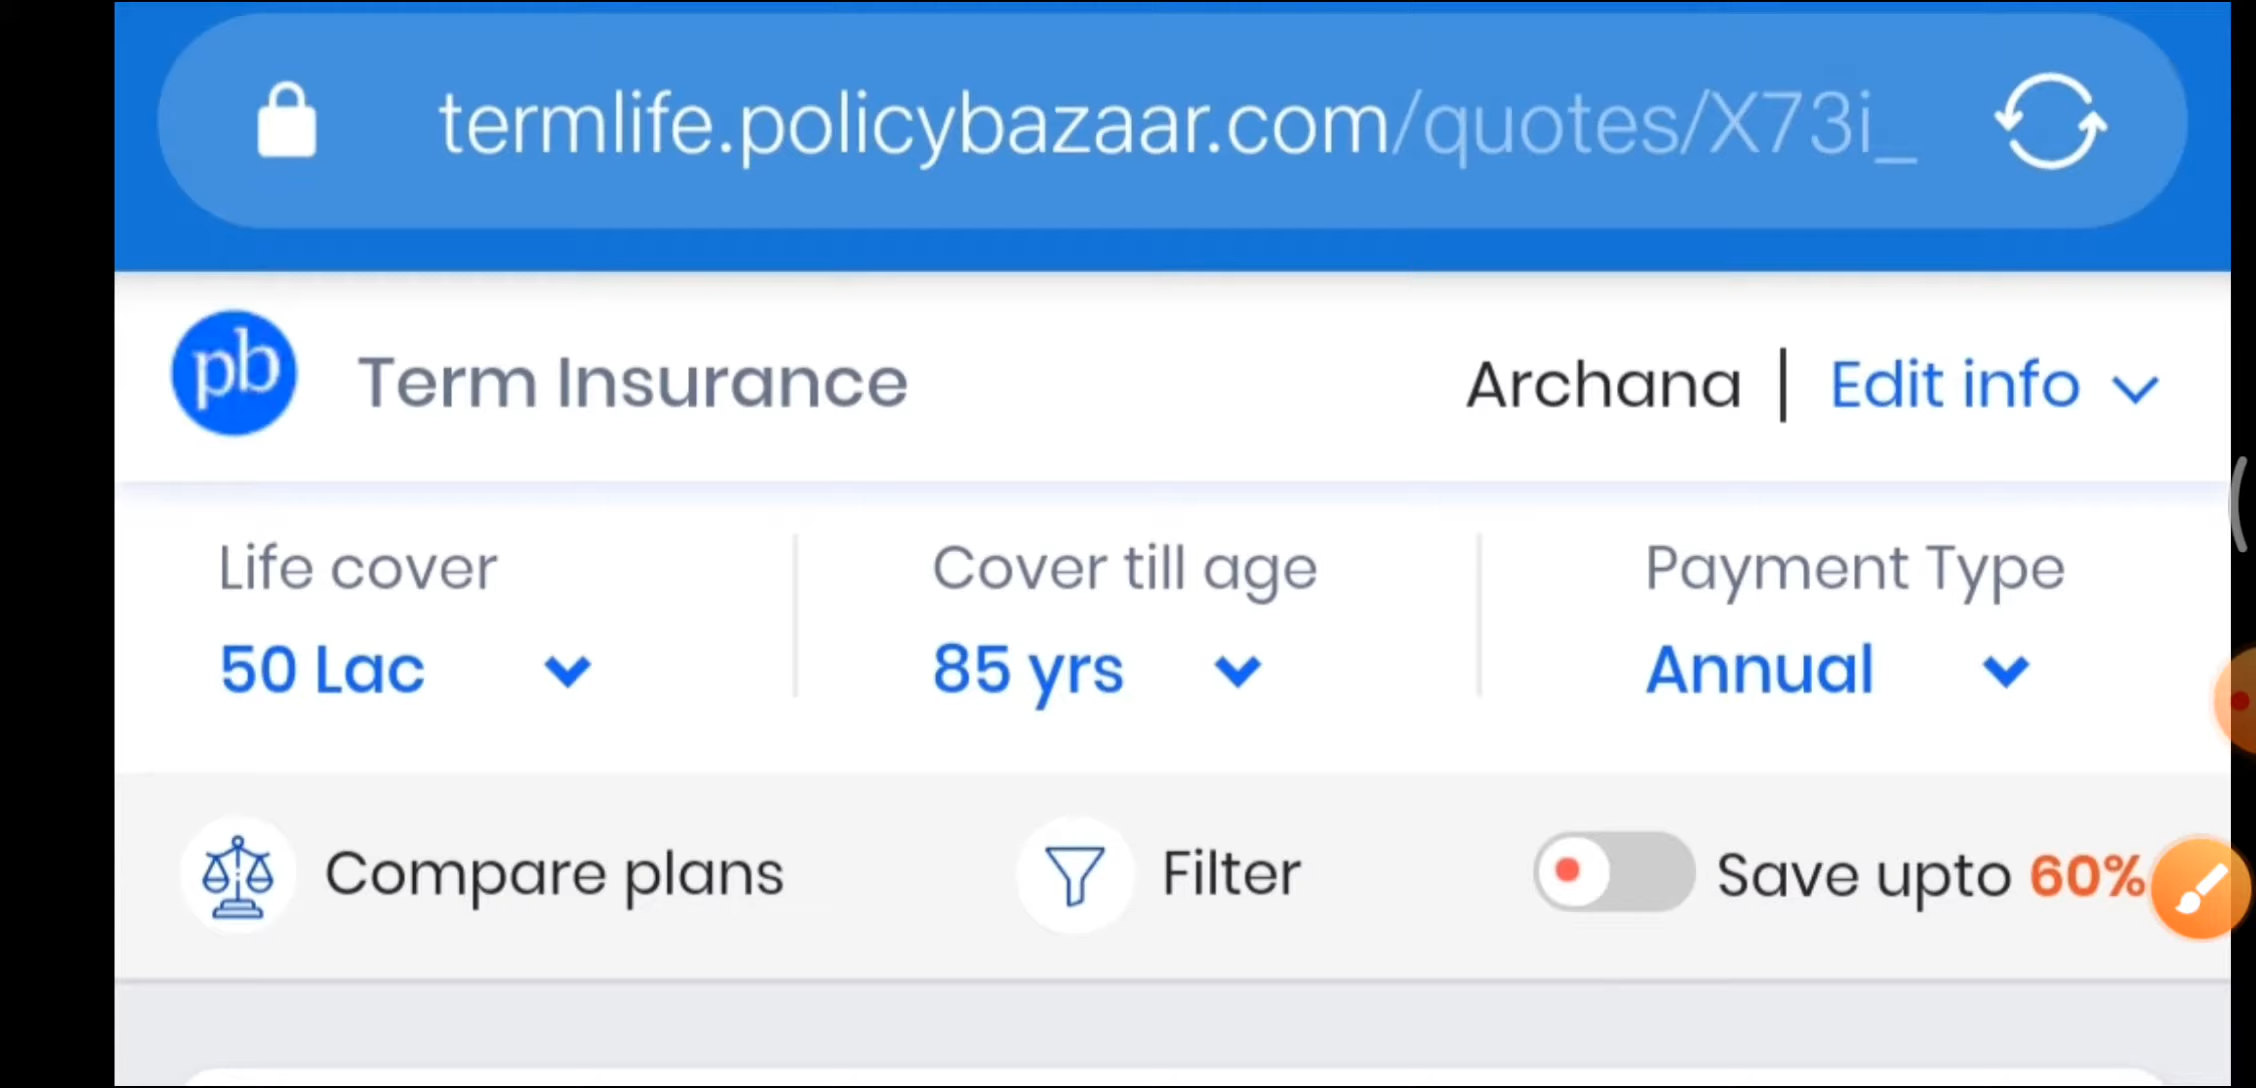 termlife.policybazaar.com/quotes/X73i_
pb Term Insurance Archana | Edit info
Life cover Cover till age Payment Type
50 Lac 85 yrs Annual
Compare plans Filter Save upto 60%